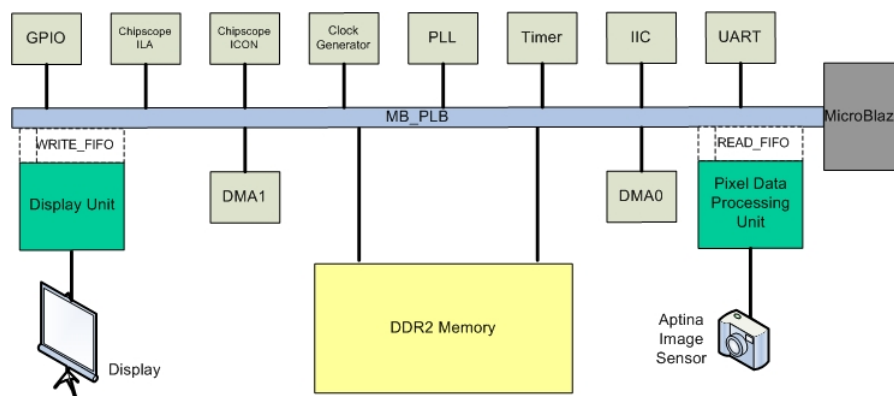 GPIO
Chipscope
ILA
Chipscope
ICON
Clock
Generator
PLL
Timer
IIC
UART
MB_PLB
MicroBlaz
WRITE_FIFO
READ_FIFO
Display Unit
DMA1
DMA0
Pixel Data
Processing
Unit
DDR2 Memory
Aptina
Image
Sensor
Display